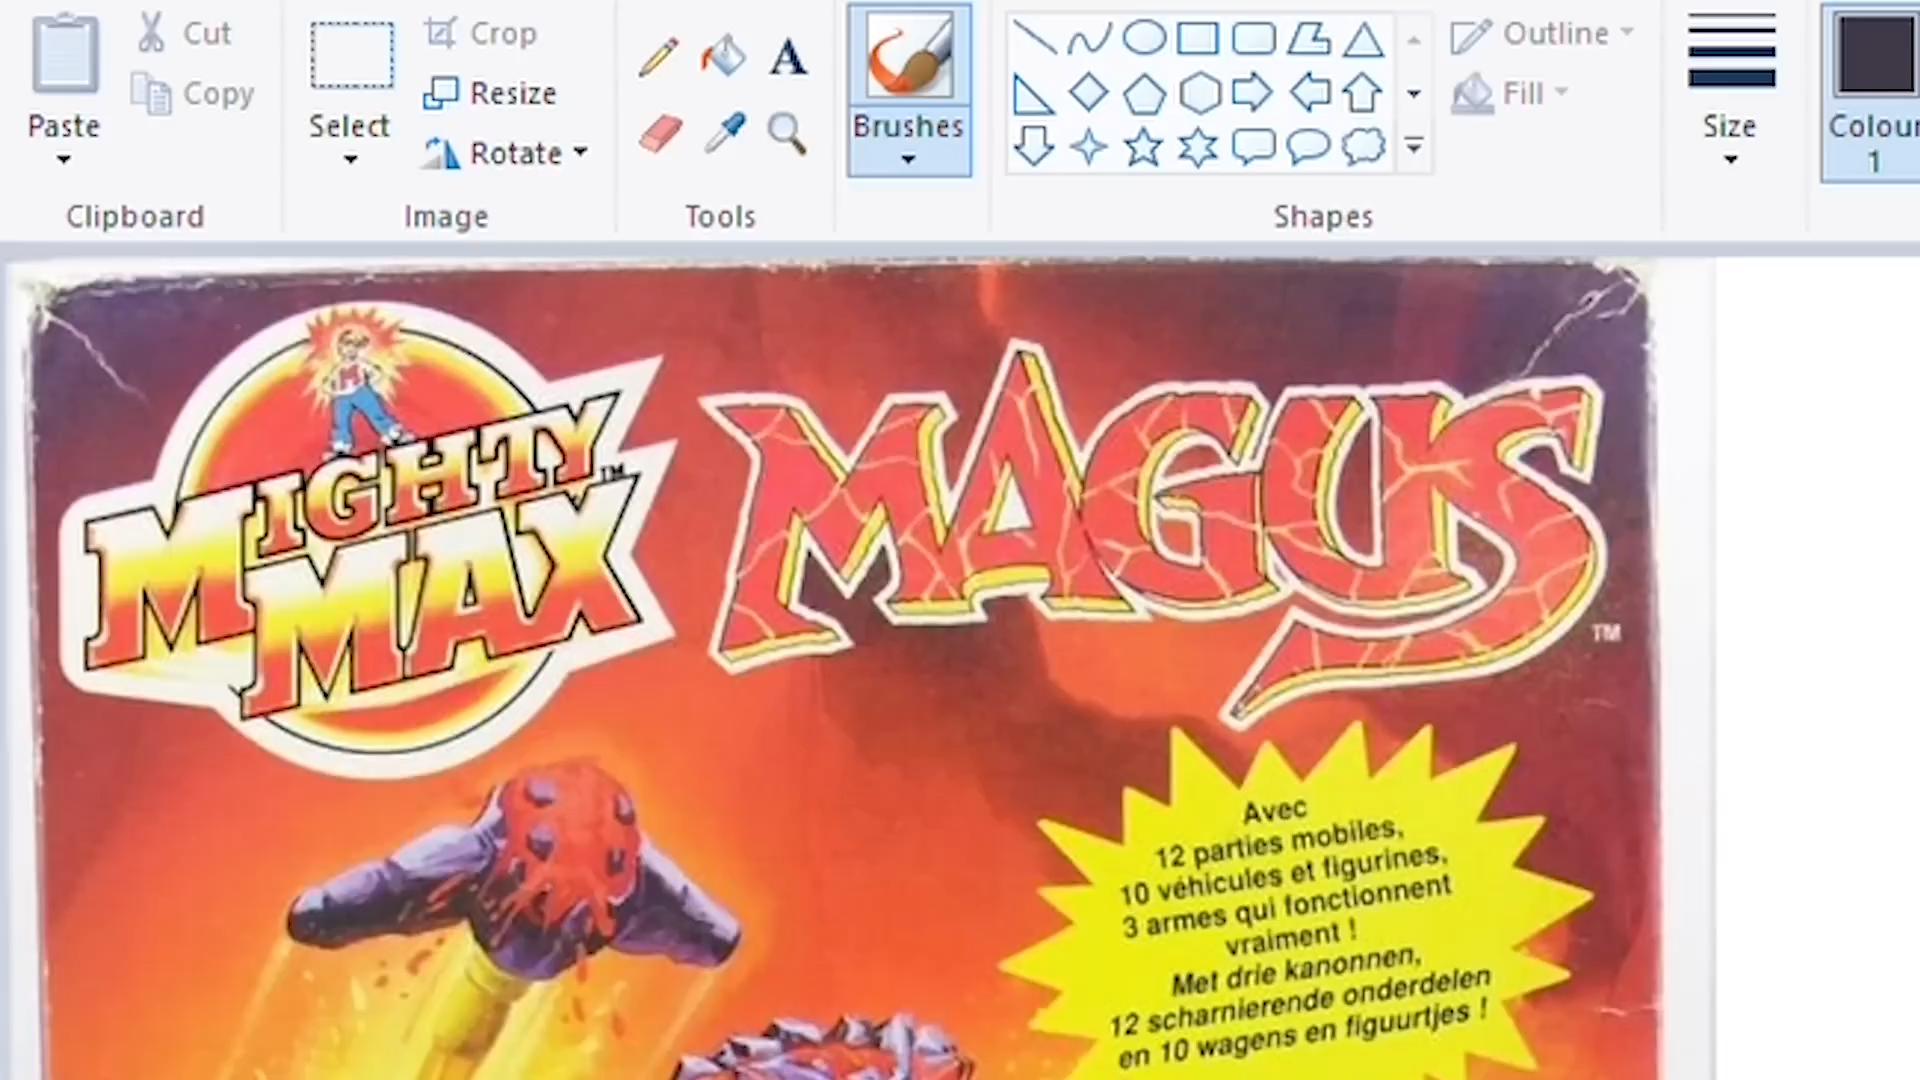 Paste
Cut
Copy
Clipboard
Select
Crop
Resize
Rotate
Image
A
Tools
Brushes
Shapes
Outline
Fill
Size
Colour
1
MIGHTY
MAX
TM
MAGUS
TM
Avec
12 parties mobiles,
10 véhicules et figurines,
3 armes qui fonctionnent
vraiment !
Met drie kanonnen,
12 scharnierende onderdelen
en 10 wagens en figuurtjes !